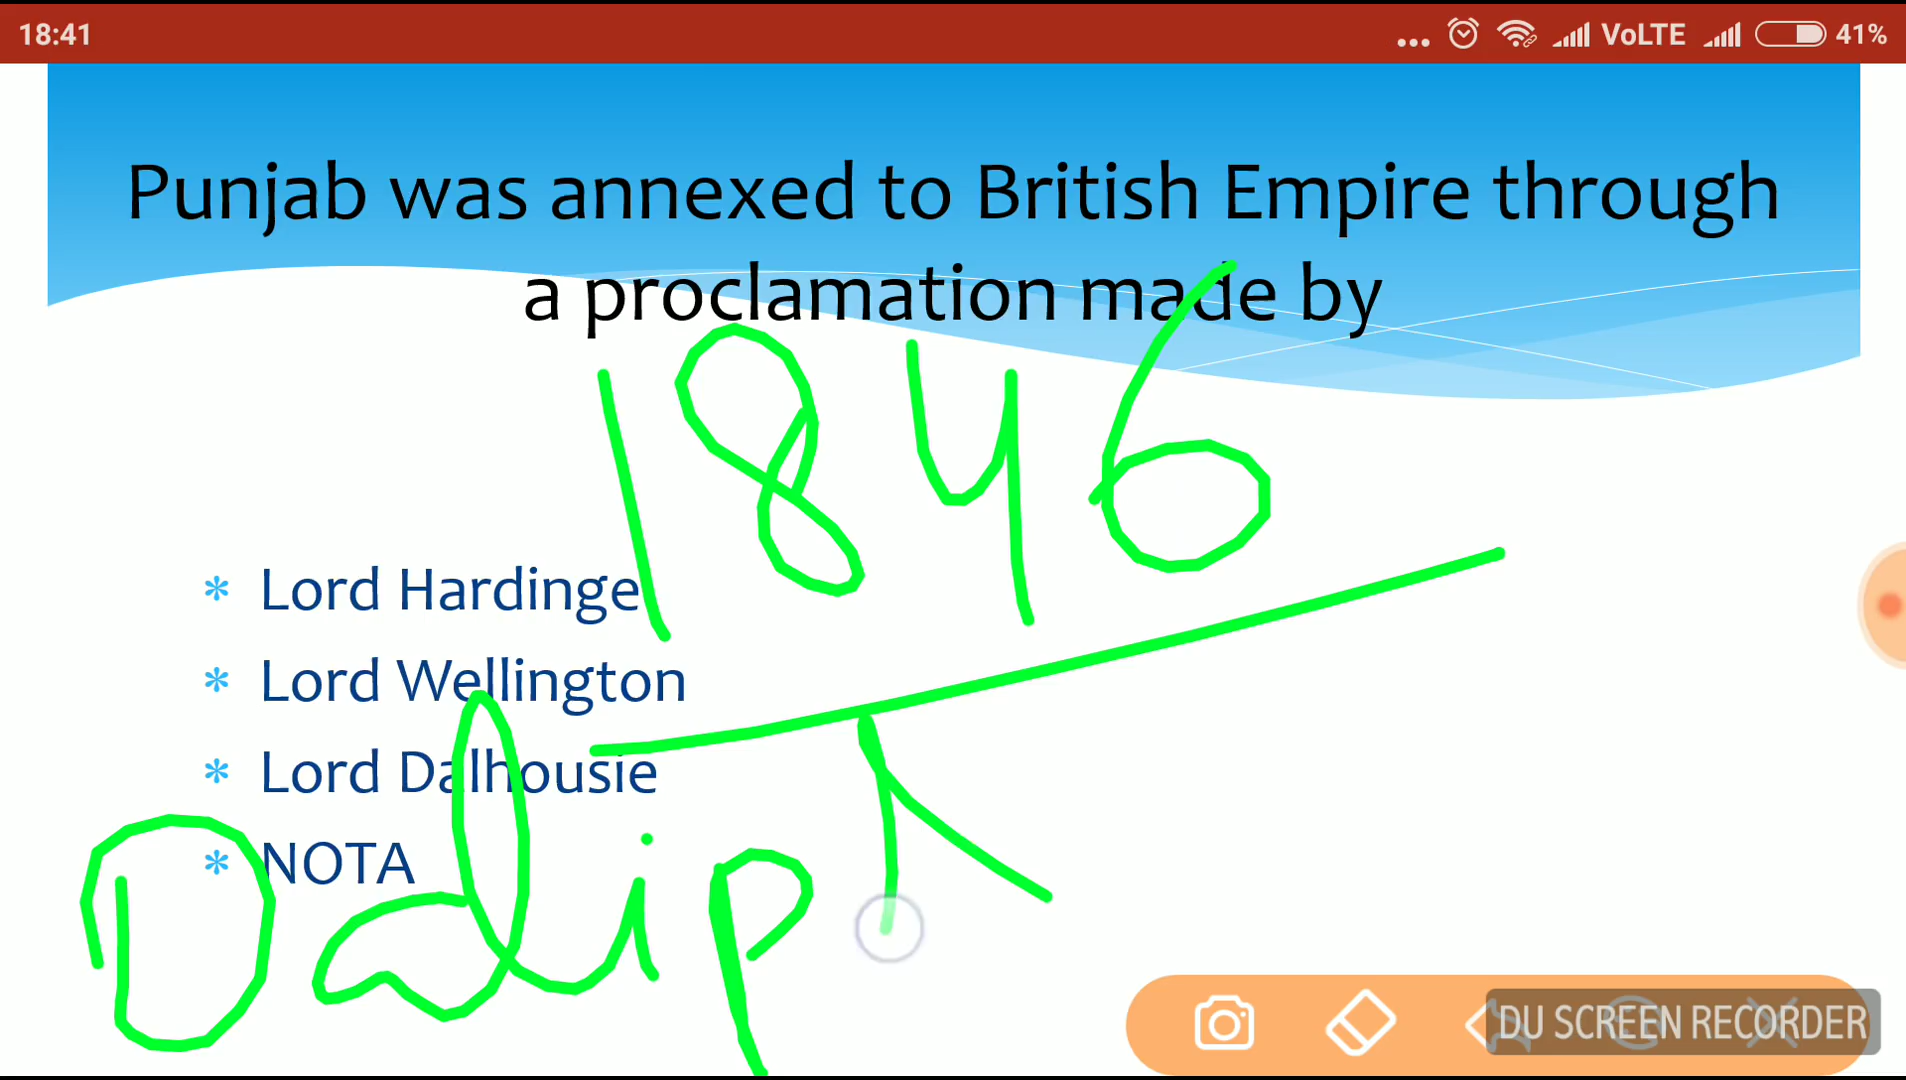 18:41 ... VoLTE 41%
Punjab was annexed to British Empire through
a proclamation made by
1846
* Lord Hardinge
* Lord Wellington
* Lord Dalhousie
* NOTA
Dalip
DU SCREEN RECORDER